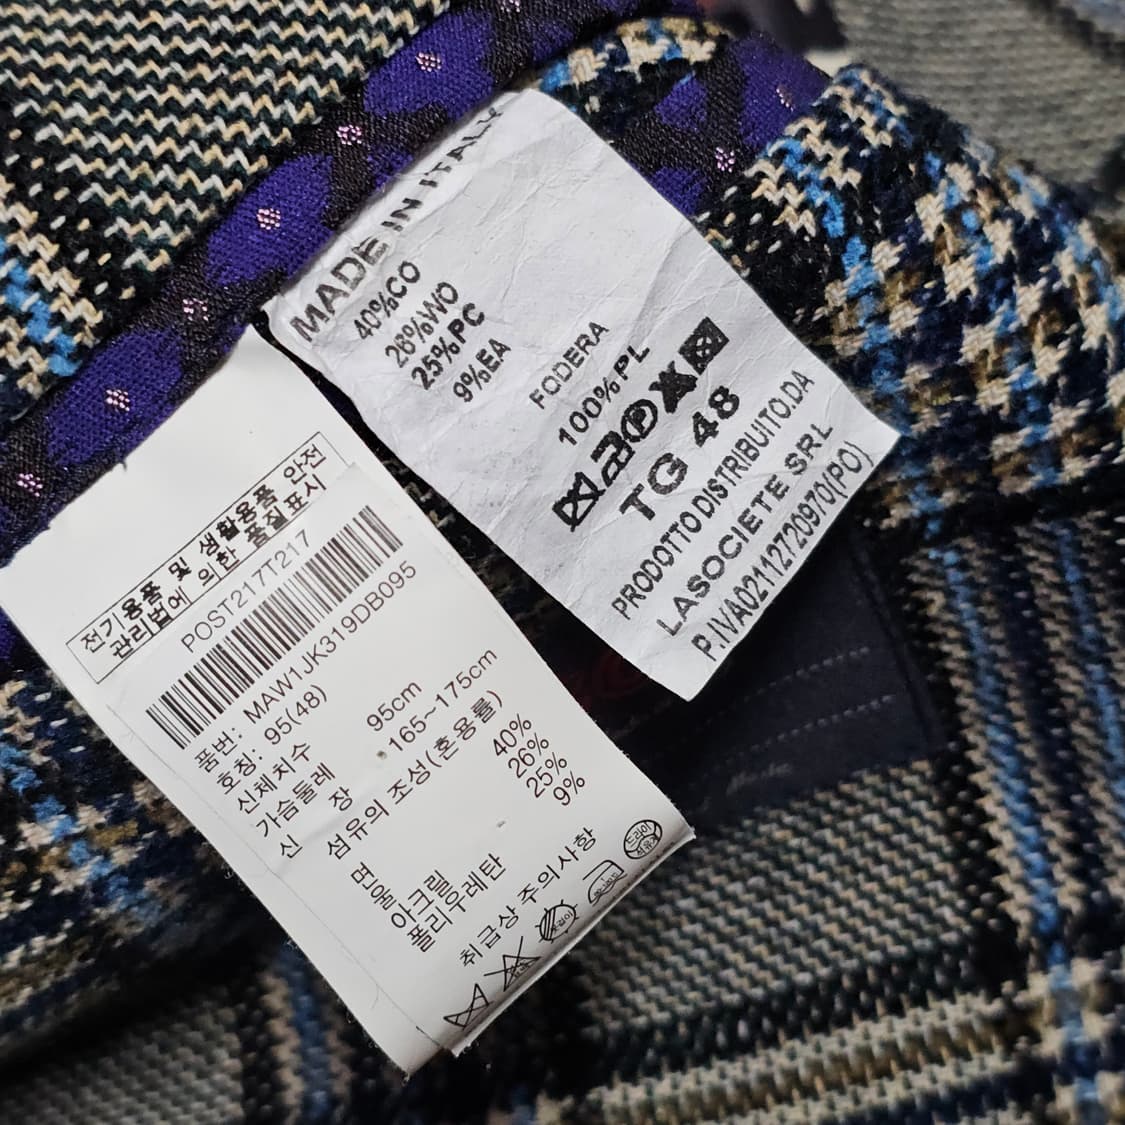 MADE IN ITALY
40%CO
26%WO
25%PC
9%EA
FODERA
100%PL
TG 48
PRODOTTO DISTRIBUITO.DA
LASOCIETE SRL
P.IVA02112720970(PO)
전기용품 및 생활용품 안전
관리법에 의한 품질표시
POST217T217
품번: MAW1JK319DB095
호칭: 95(48)
신체치수
가슴둘레 95cm
신 장 165~175cm
섬유의 조성(혼용률)
면 40%
울 26%
아크릴 25%
폴리우레탄 9%
취급상 주의사항
드라이